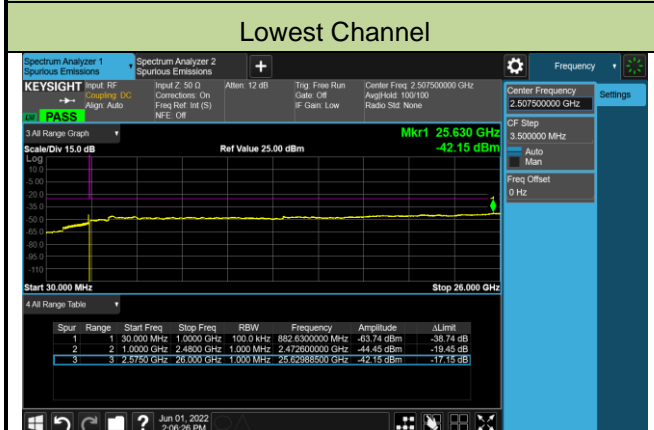 Lowest Channel
Spectrum Analyzer 1
Spurious Emissions
Spectrum Analyzer 2
Spurious Emissions
+
Frequency
KEYSIGHT
Input: RF
Coupling: DC
Align: Auto
Input Z: 50 Ω
Corrections: On
Freq Ref: Int (S)
NFE: Off
Atten: 12 dB
Trig: Free Run
Gate: Off
IF Gain: Low
Center Freq: 2.507500000 GHz
Avg|Hold: 100/100
Radio Std: None
PASS
Center Frequency
2.507500000 GHz
Settings
CF Step
3.500000 MHz
Auto
Man
Freq Offset
0 Hz
3 All Range Graph
Mkr1 25.630 GHz
Scale/Div 15.0 dB
Ref Value 25.00 dBm
-42.15 dBm
Log
10.0
-5.00
-20.0
-35.0
-50.0
-65.0
-80.0
-95.0
-110
1
Start 30.000 MHz
Stop 26.000 GHz
4 All Range Table
Spur Range Start Freq Stop Freq RBW Frequency Amplitude ΔLimit
1 1 30.000 MHz 1.0000 GHz 100.0 kHz 882.6300000 MHz -63.74 dBm -38.74 dB
2 2 1.0000 GHz 2.4800 GHz 1.000 MHz 2.472600000 GHz -44.45 dBm -19.45 dB
3 3 2.5750 GHz 26.000 GHz 1.000 MHz 25.62988500 GHz -42.15 dBm -17.15 dB
?
Jun 01, 2022
2:06:26 PM